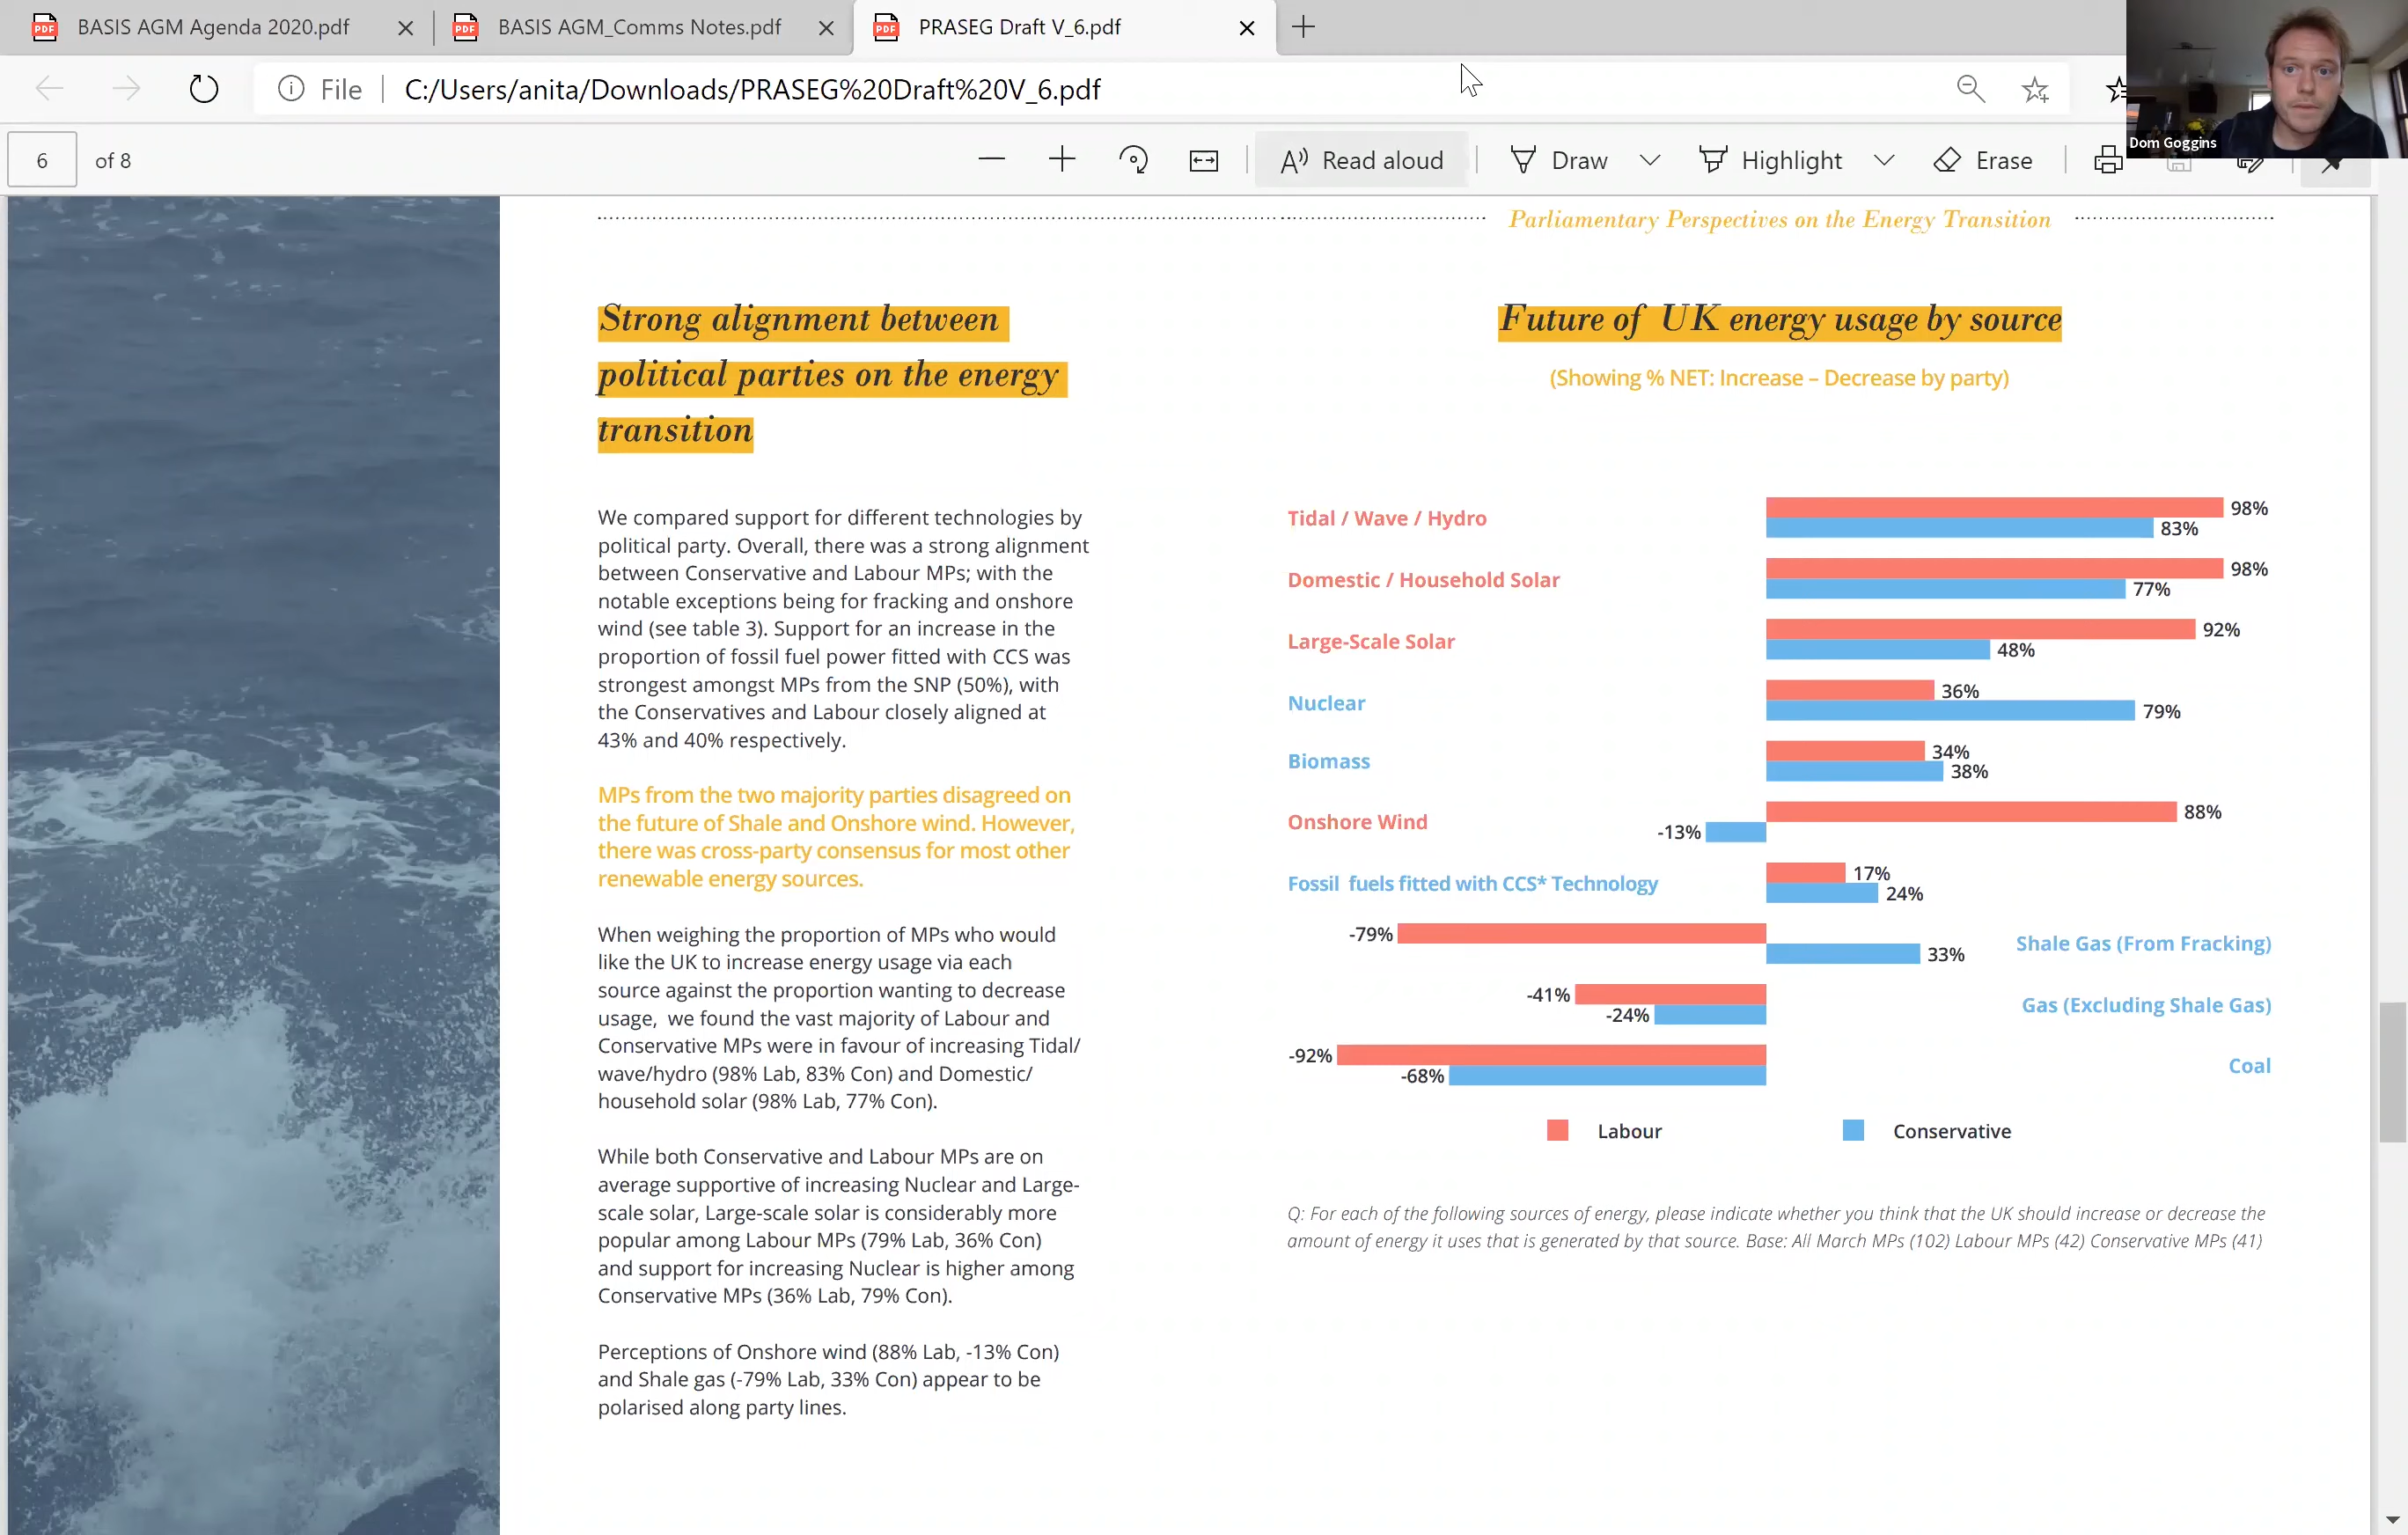 BASIS AGM Agenda 2020.pdf
BASIS AGM_Comms Notes.pdf
PRASEG Draft V_6.pdf
File
C:/Users/anita/Downloads/PRASEG%20Draft%20V_6.pdf
Dom Goggins
6 of 8
Read aloud
Draw
Highlight
Erase
Parliamentary Perspectives on the Energy Transition
Strong alignment between
political parties on the energy
transition
We compared support for different technologies by
political party. Overall, there was a strong alignment
between Conservative and Labour MPs; with the
notable exceptions being for fracking and onshore
wind (see table 3). Support for an increase in the
proportion of fossil fuel power fitted with CCS was
strongest amongst MPs from the SNP (50%), with
the Conservatives and Labour closely aligned at
43% and 40% respectively.
MPs from the two majority parties disagreed on
the future of Shale and Onshore wind. However,
there was cross-party consensus for most other
renewable energy sources.
When weighing the proportion of MPs who would
like the UK to increase energy usage via each
source against the proportion wanting to decrease
usage, we found the vast majority of Labour and
Conservative MPs were in favour of increasing Tidal/
wave/hydro (98% Lab, 83% Con) and Domestic/
household solar (98% Lab, 77% Con).
While both Conservative and Labour MPs are on
average supportive of increasing Nuclear and Large-
scale solar, Large-scale solar is considerably more
popular among Labour MPs (79% Lab, 36% Con)
and support for increasing Nuclear is higher among
Conservative MPs (36% Lab, 79% Con).
Perceptions of Onshore wind (88% Lab, -13% Con)
and Shale gas (-79% Lab, 33% Con) appear to be
polarised along party lines.
Future of UK energy usage by source
(Showing % NET: Increase – Decrease by party)
Tidal / Wave / Hydro
98%
83%
Domestic / Household Solar
98%
77%
Large-Scale Solar
92%
48%
Nuclear
36%
79%
Biomass
34%
38%
Onshore Wind
88%
-13%
Fossil fuels fitted with CCS* Technology
17%
24%
-79%
33%
Shale Gas (From Fracking)
-41%
-24%
Gas (Excluding Shale Gas)
-92%
-68%
Coal
Labour
Conservative
Q: For each of the following sources of energy, please indicate whether you think that the UK should increase or decrease the
amount of energy it uses that is generated by that source. Base: All March MPs (102) Labour MPs (42) Conservative MPs (41)